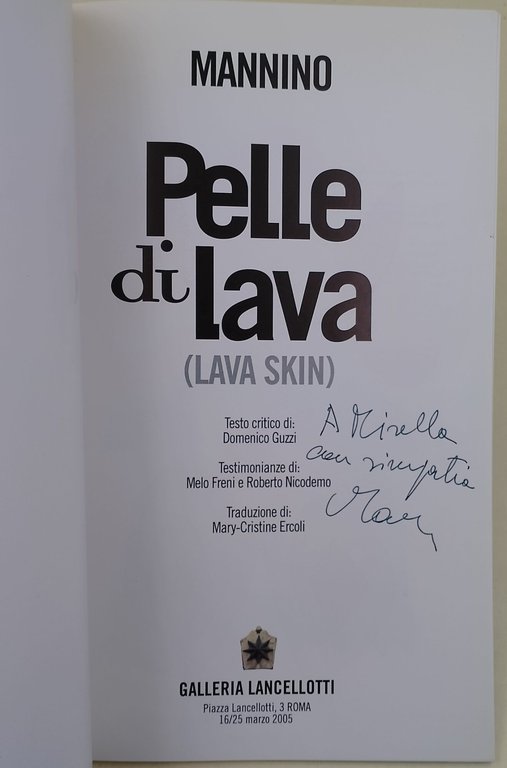 MANNINO
Pelle
di lava
(LAVA SKIN)
Testo critico di:
Domenico Guzzi
Testimonianze di:
Melo Freni e Roberto Nicodemo
Traduzione di:
Mary-Cristine Ercoli
A Mirella
con simpatia
GALLERIA LANCELLOTTI
Piazza Lancellotti, 3 ROMA
16/25 marzo 2005